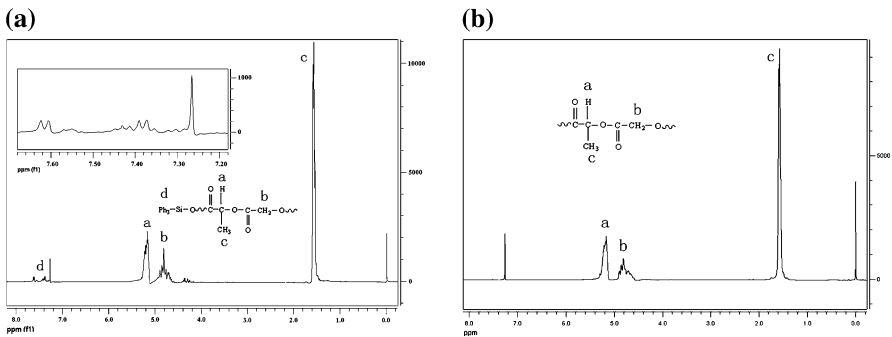 (a)
c
10000
5000
0
1000
0
7.60
7.50
7.40
7.30
7.20
ppm (f1)
d
a
b
O
H
Ph3
Si
O
C
C
O
C
CH2
O
CH3
O
c
a
b
d
8.0
7.0
6.0
5.0
4.0
3.0
2.0
1.0
0.0
ppm (f1)
(b)
c
a
b
O
H
C
C
O
C
CH2
O
CH3
O
c
a
b
5000
0
8.0
7.0
6.0
5.0
4.0
3.0
2.0
1.0
0.0
ppm